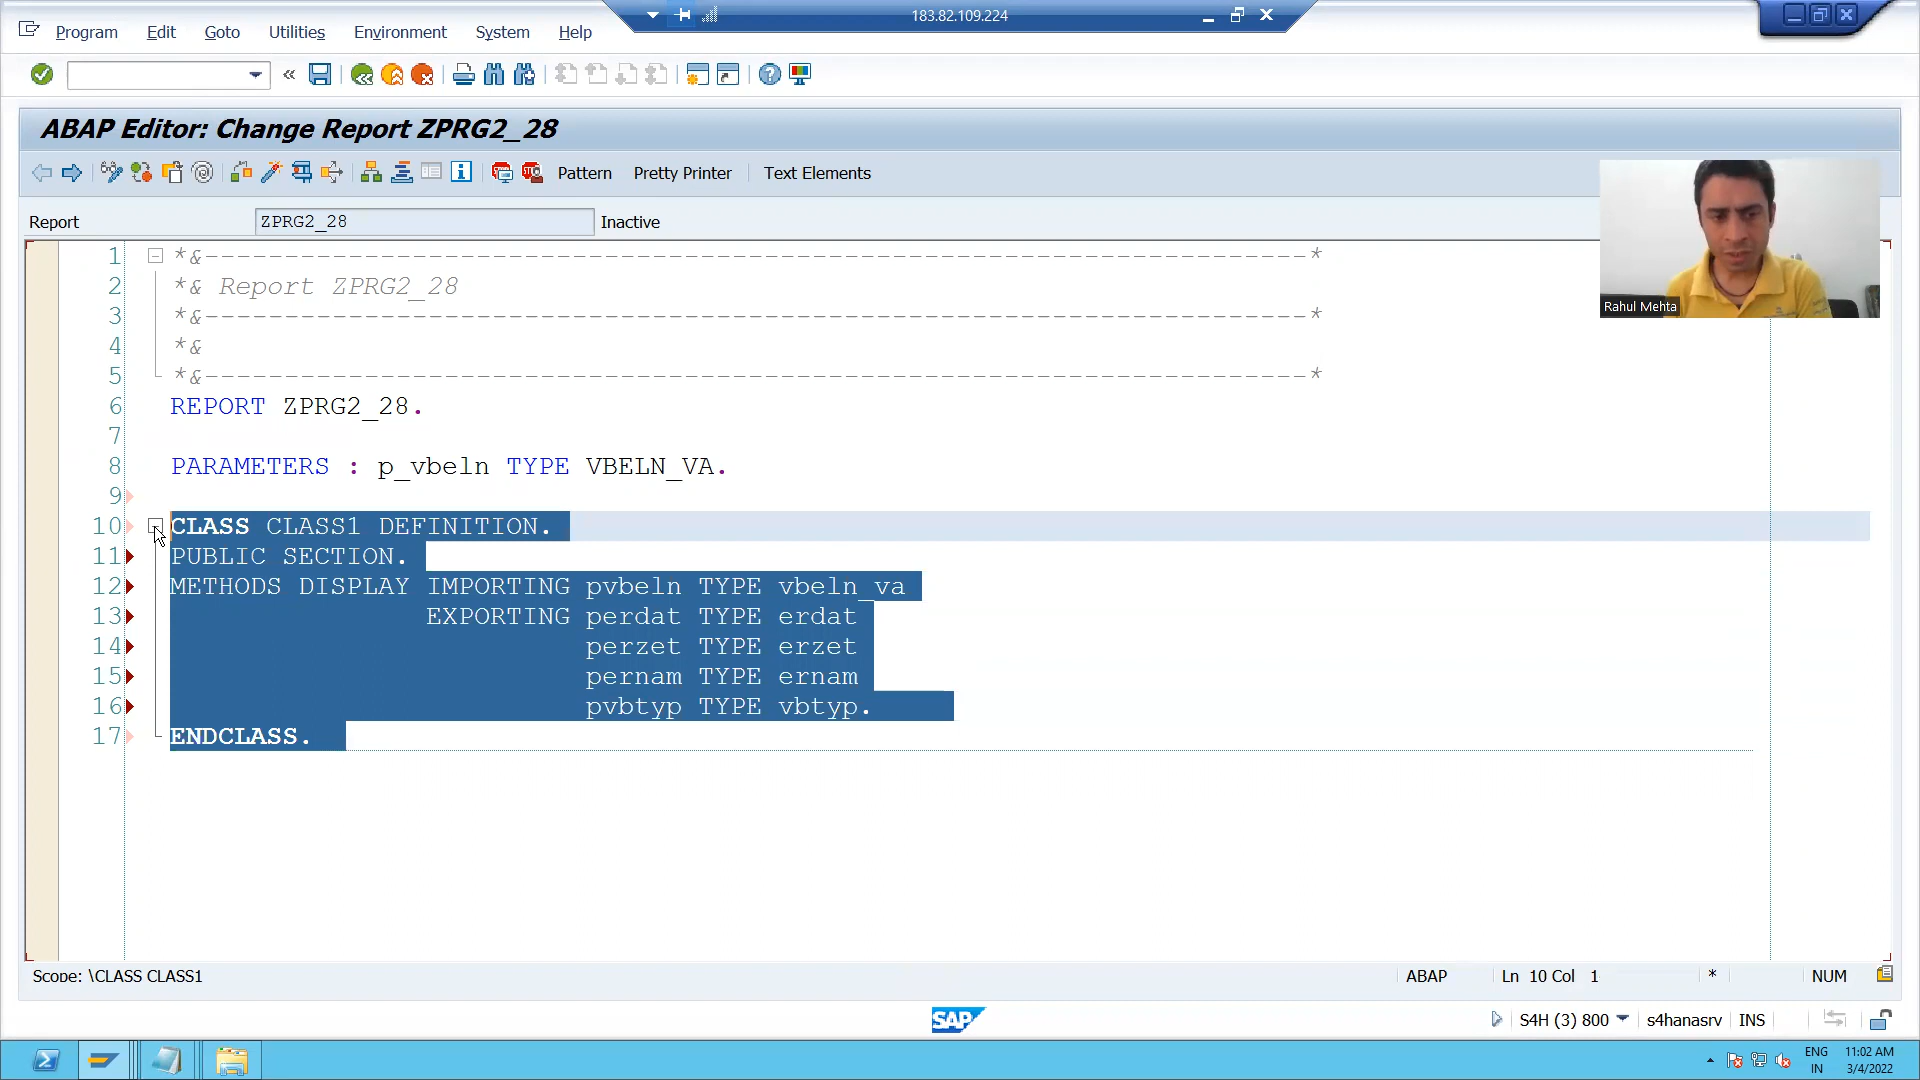 183.82.109.224
Program Edit Goto Utilities Environment System Help
ABAP Editor: Change Report ZPRG2_28
Pattern Pretty Printer Text Elements
Report ZPRG2_28 Inactive
Rahul Mehta
1 *&---------------------------------------------------------------------*
2 *& Report ZPRG2_28
3 *&---------------------------------------------------------------------*
4 *&
5 *&---------------------------------------------------------------------*
6 REPORT ZPRG2_28.
7
8 PARAMETERS : p_vbeln TYPE VBELN_VA.
9
10 CLASS CLASS1 DEFINITION.
11 PUBLIC SECTION.
12 METHODS DISPLAY IMPORTING pvbeln TYPE vbeln_va
13 EXPORTING perdat TYPE erdat
14 perzet TYPE erzet
15 pernam TYPE ernam
16 pvbtyp TYPE vbtyp.
17 ENDCLASS.
Scope: \CLASS CLASS1 ABAP Ln 10 Col 1 * NUM
SAP S4H (3) 800 s4hanasrv INS
ENG 11:02 AM
IN 3/4/2022